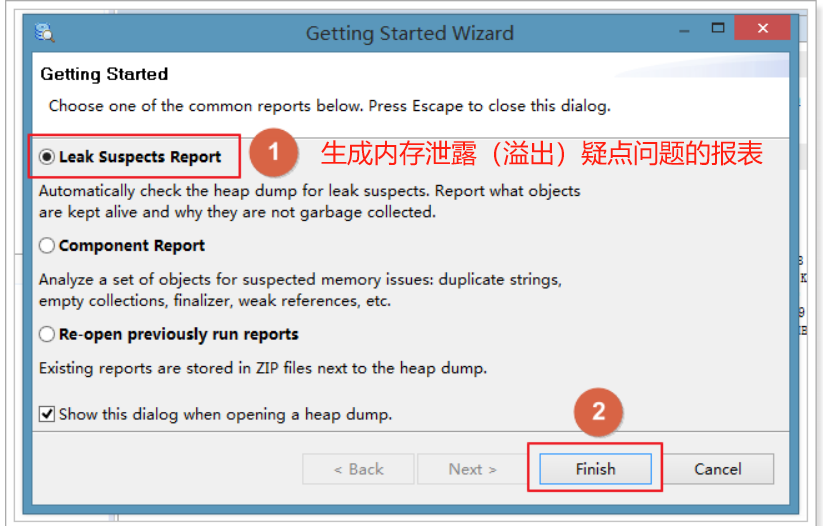 Getting Started Wizard
Getting Started
Choose one of the common reports below. Press Escape to close this dialog.
Leak Suspects Report
1
生成内存泄露（溢出）疑点问题的报表
Automatically check the heap dump for leak suspects. Report what objects
are kept alive and why they are not garbage collected.
Component Report
Analyze a set of objects for suspected memory issues: duplicate strings,
empty collections, finalizer, weak references, etc.
Re-open previously run reports
Existing reports are stored in ZIP files next to the heap dump.
Show this dialog when opening a heap dump.
2
< Back
Next >
Finish
Cancel